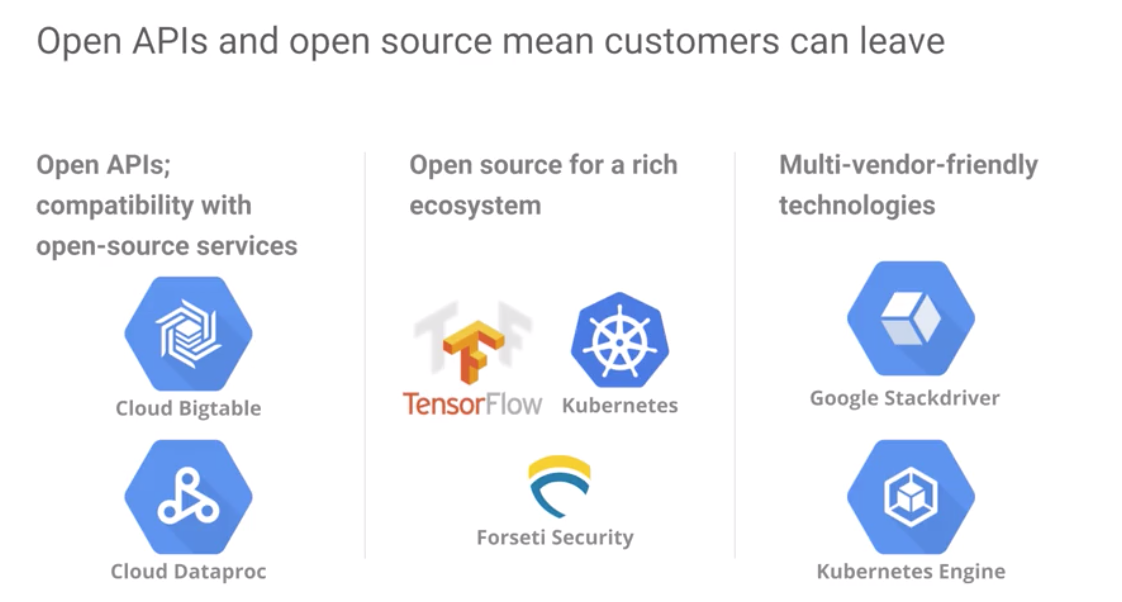 Open APIs and open source mean customers can leave
Open APIs;
compatibility with
open-source services
Cloud Bigtable
Cloud Dataproc
Open source for a rich
ecosystem
TensorFlow
Kubernetes
Forseti Security
Multi-vendor-friendly
technologies
Google Stackdriver
Kubernetes Engine